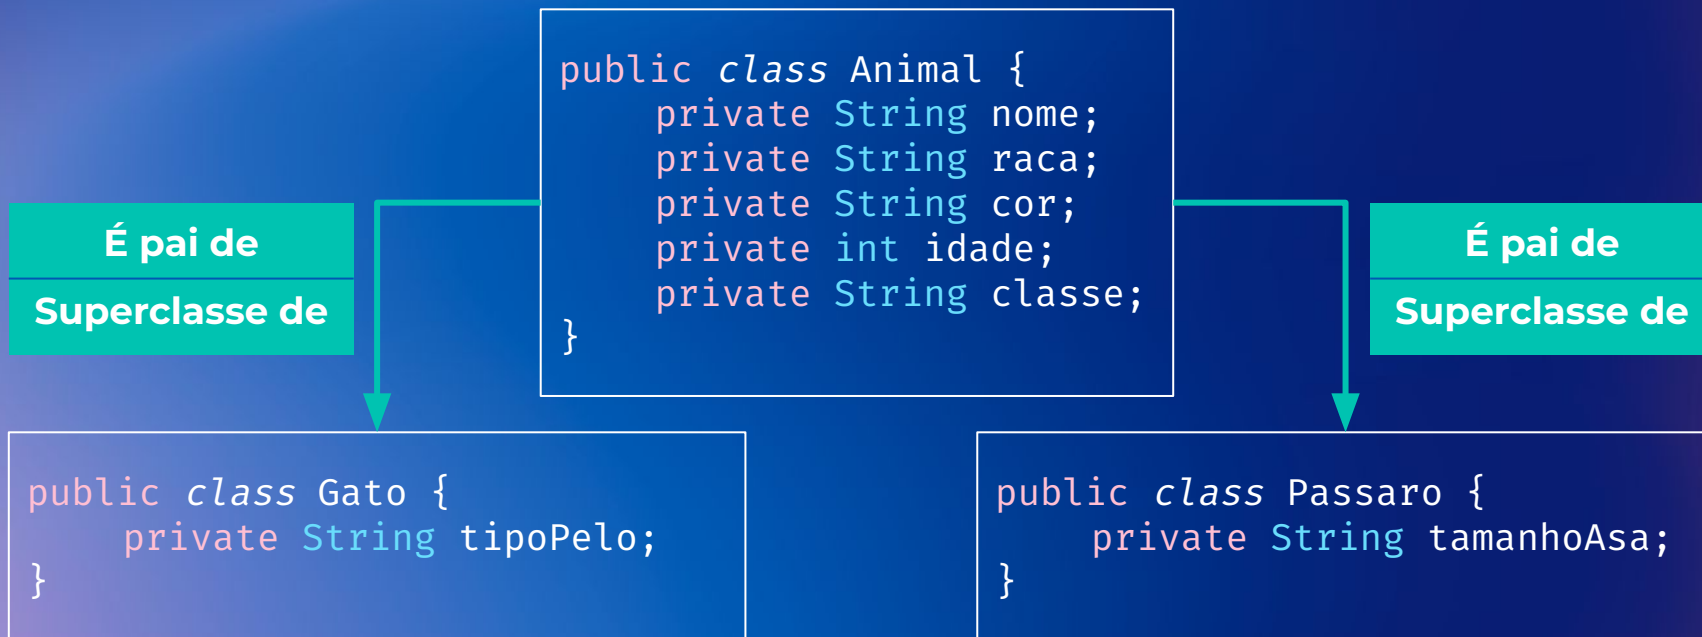 public class Animal {
private String nome;
private String raca;
private String cor;
private int idade;
private String classe;
}
É pai de
Superclasse de
É pai de
Superclasse de
public class Gato {
private String tipoPelo;
}
public class Passaro {
private String tamanhoAsa;
}